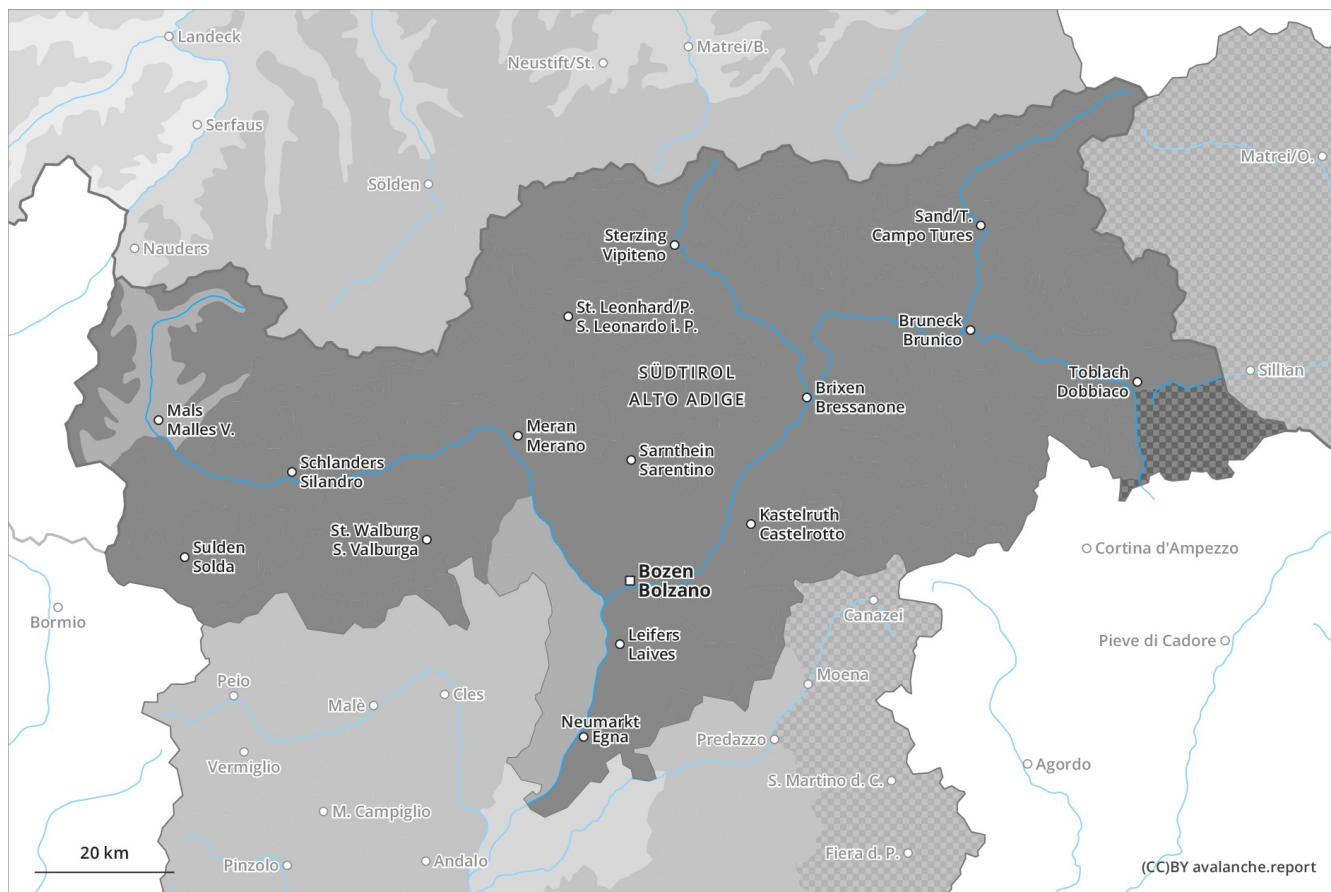 Landeck
Matrei/B.
Neustift/St.
Serfaus
Matrei/O.
Sölden
Sand/T.
Campo Tures
Sterzing
Vipiteno
Nauders
St. Leonhard/P.
S. Leonardo i. P.
Bruneck
Brunico
SÜDTIROL
ALTO ADIGE
Toblach
Dobbiaco
Sillian
Brixen
Bressanone
Mals
Malles V.
Meran
Merano
Sarnthein
Sarentino
Schlanders
Silandro
Kastelruth
Castelrotto
St. Walburg
S. Valburga
Sulden
Solda
Cortina d'Ampezzo
Bozen
Bolzano
Bormio
Canazei
Leifers
Laives
Pieve di Cadore
Peio
Moena
Cles
Malè
Neumarkt
Egna
Predazzo
Vermiglio
Agordo
S. Martino d. C.
M. Campiglio
20 km
Pinzolo
Andalo
Fiera d. P.
(CC)BY avalanche.report